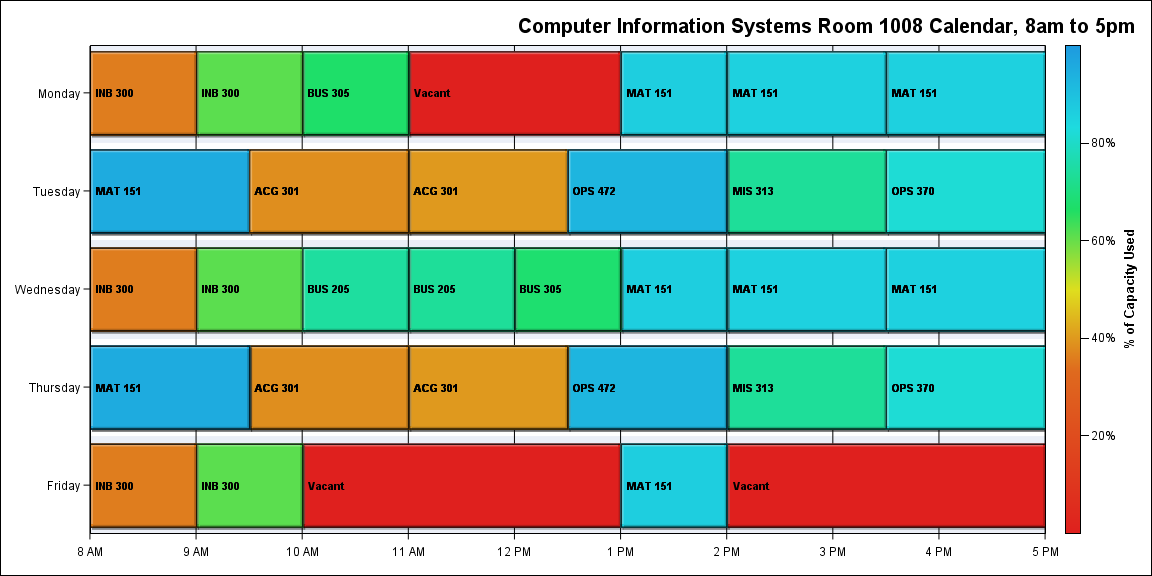 Computer Information Systems Room 1008 Calendar, 8am to 5pm
Monday INB 300 INB 300 BUS 305 Vacant MAT 151 MAT 151 MAT 151
Tuesday MAT 151 ACG 301 ACG 301 OPS 472 MIS 313 OPS 370
Wednesday INB 300 INB 300 BUS 205 BUS 205 BUS 305 MAT 151 MAT 151 MAT 151
Thursday MAT 151 ACG 301 ACG 301 OPS 472 MIS 313 OPS 370
Friday INB 300 INB 300 Vacant MAT 151 Vacant
8 AM 9 AM 10 AM 11 AM 12 PM 1 PM 2 PM 3 PM 4 PM 5 PM
80%
60%
40%
20%
% of Capacity Used